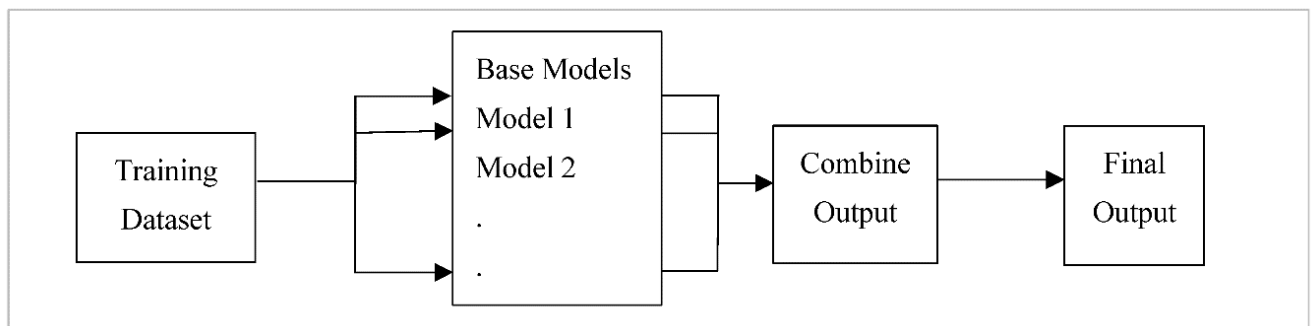 Training
Dataset
Base Models
Model 1
Model 2
.
.
Combine
Output
Final
Output